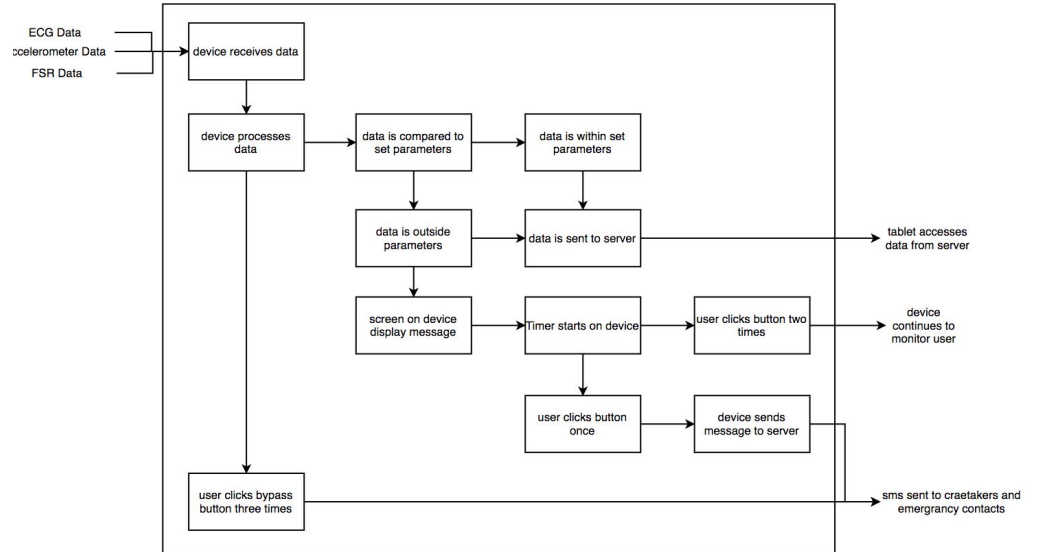 ECG Data
ccelerometer Data
FSR Data
device receives data
device processes
data
data is compared to
set parameters
data is within set
parameters
data is outside
parameters
data is sent to server
tablet accesses
data from server
screen on device
display message
Timer starts on device
user clicks button two
times
device
continues to
monitor user
user clicks button
once
device sends
message to server
user clicks bypass
button three times
sms sent to craetakers and
emergrancy contacts